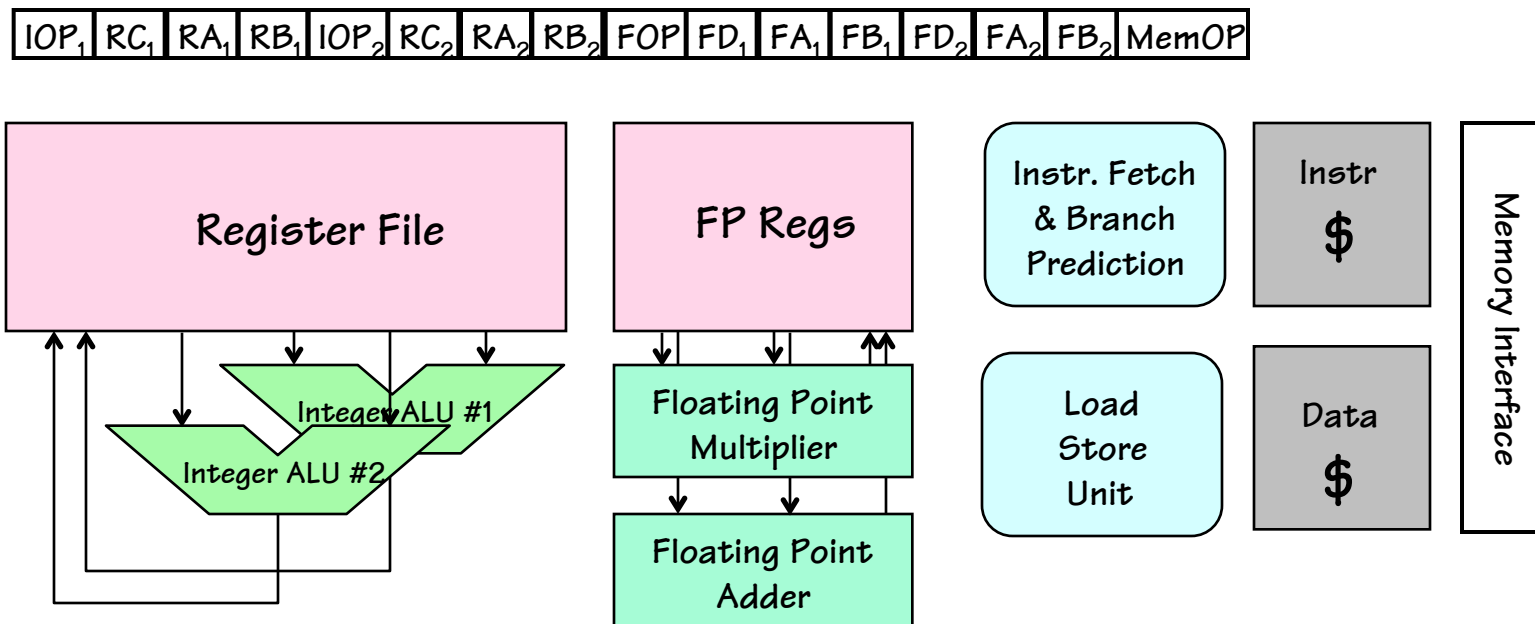 IOP₁ RC₁ RA₁ RB₁ IOP₂ RC₂ RA₂ RB₂ FOP FD₁ FA₁ FB₁ FD₂ FA₂ FB₂ MemOP
Register File
FP Regs
Instr. Fetch
& Branch
Prediction
Instr
$
Memory Interface
Integer ALU #1
Integer ALU #2
Floating Point
Multiplier
Floating Point
Adder
Load
Store
Unit
Data
$